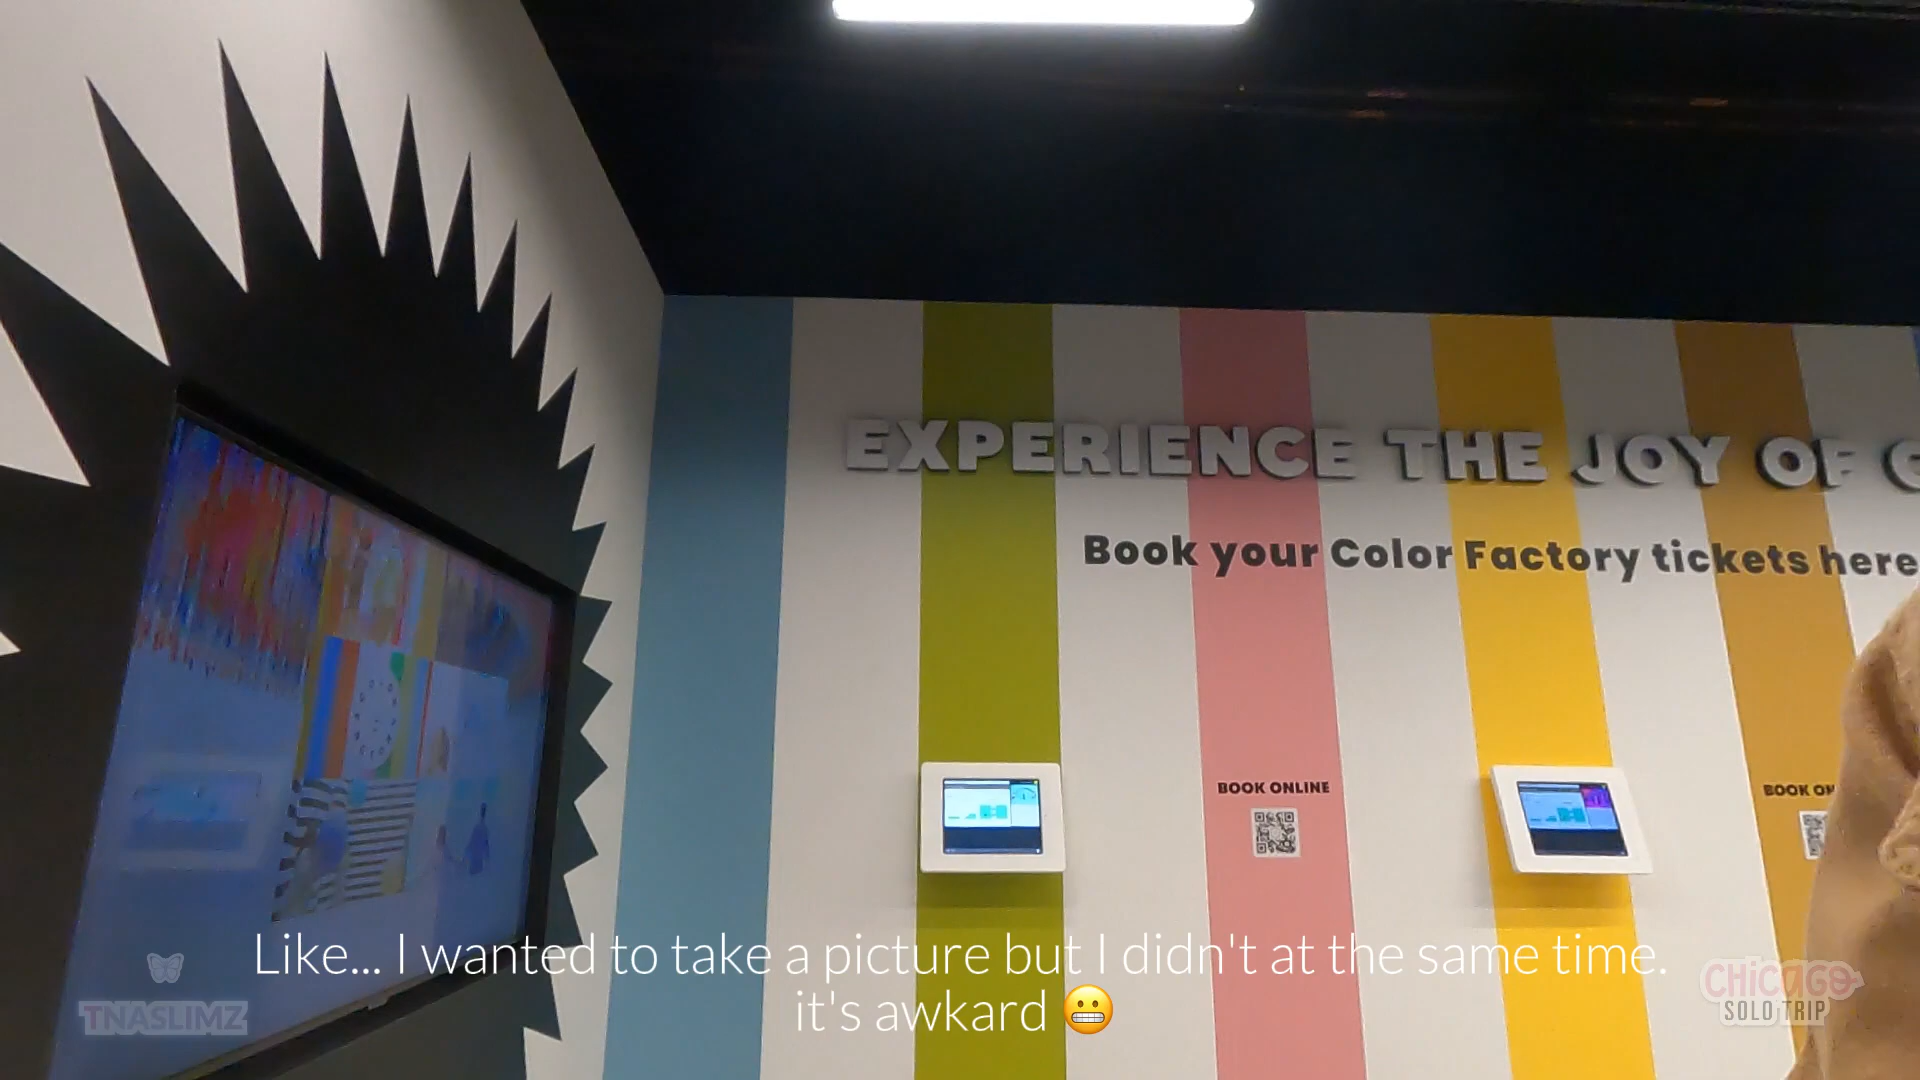 EXPERIENCE THE JOY OF
Book your Color Factory tickets here
BOOK ONLINE
BOOK
Like... I wanted to take a picture but I didn't at the same time.
it's awkard 😬
TNASLIMZ
CHiCAGO
SOLO TRIP